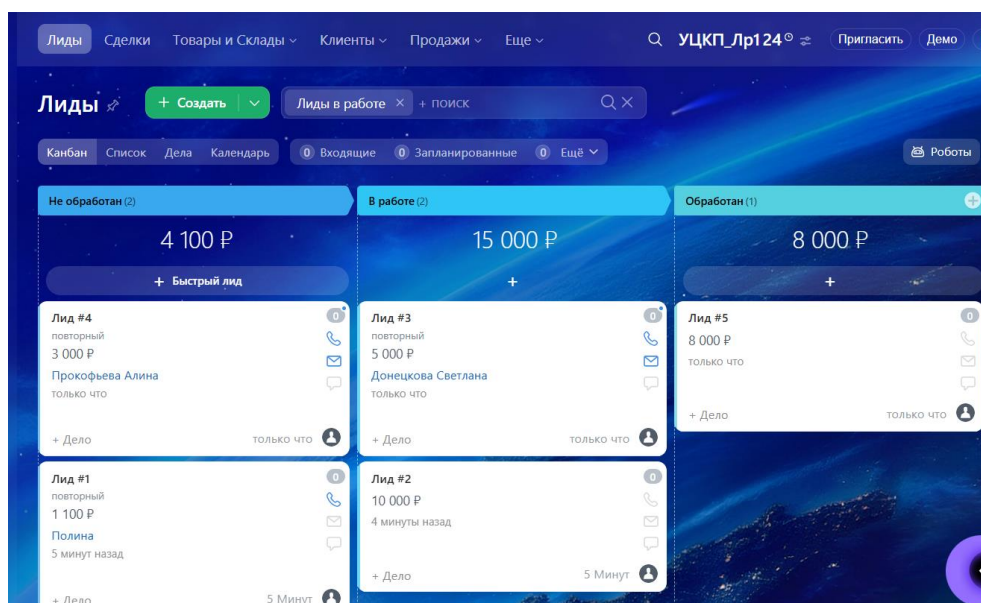 Лиды Сделки Товары и Склады Клиенты Продажи Еще УЦКП_Лр124 Пригласить Демо
Лиды + Создать Лиды в работе × + поиск
Канбан Список Дела Календарь 0 Входящие 0 Запланированные 0 Ещё Роботы
Не обработан (2)
4 100 ₽
+ Быстрый лид
Лид #4
0
повторный
3 000 ₽
Прокофьева Алина
только что
+ Дело только что
Лид #1
0
повторный
1 100 ₽
Полина
5 минут назад
+ Дело 5 Минут
В работе (2)
15 000 ₽
+
Лид #3
0
повторный
5 000 ₽
Донецкова Светлана
только что
+ Дело только что
Лид #2
0
10 000 ₽
4 минуты назад
+ Дело 5 Минут
Обработан (1)
8 000 ₽
+
Лид #5
0
8 000 ₽
только что
+ Дело только что